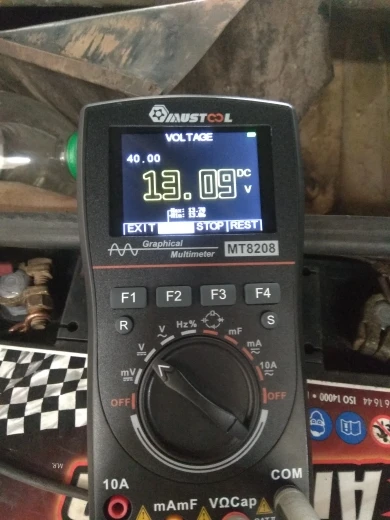 MUSTOOL
VOLTAGE
40.00
13.09 DC V
EXIT STOP REST
Graphical
Multimeter
MT8208
F1 F2 F3 F4
R S
Hz% mF
V mA
V 10A
mV
OFF OFF
ISO 14000
10A COM
mAmF VΩCap